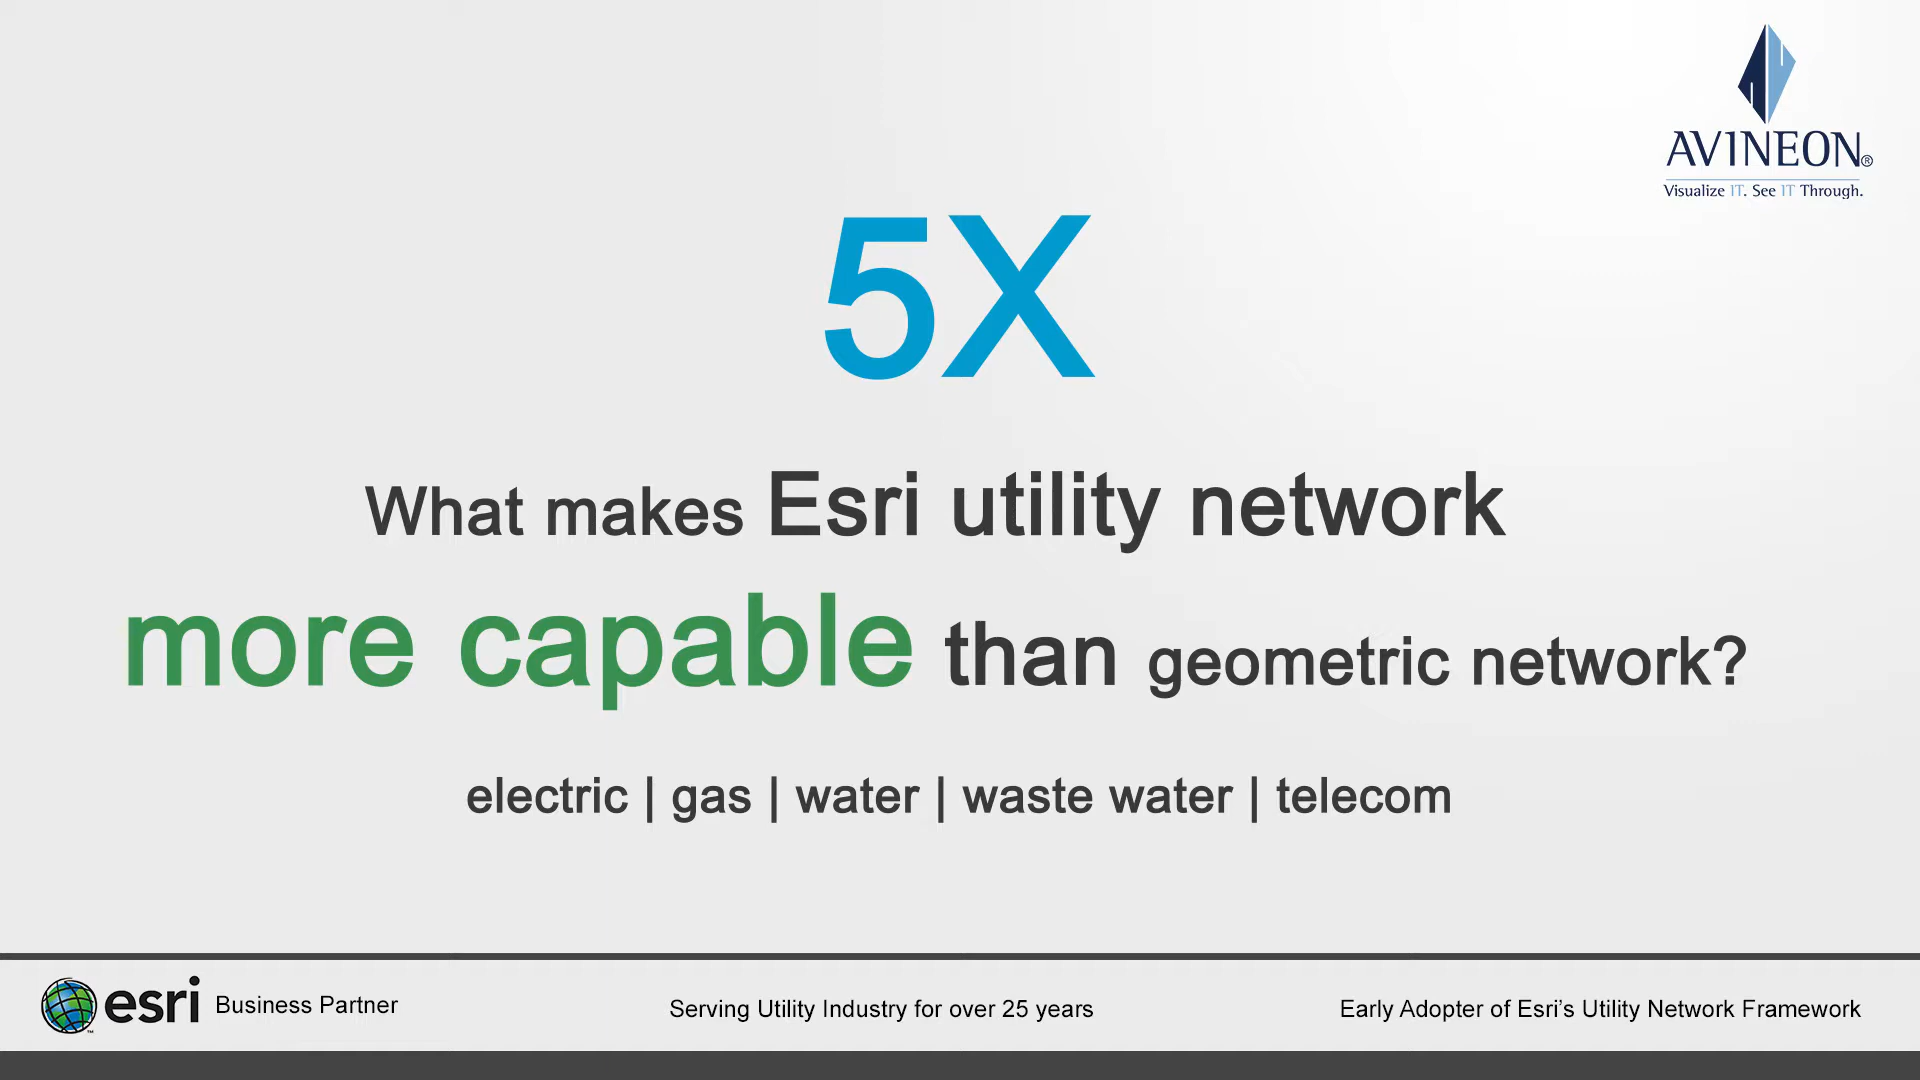 AVINEON®
Visualize IT. See IT Through.
5X
What makes Esri utility network
more capable than geometric network?
electric | gas | water | waste water | telecom
esri™ Business Partner
Serving Utility Industry for over 25 years
Early Adopter of Esri’s Utility Network Framework